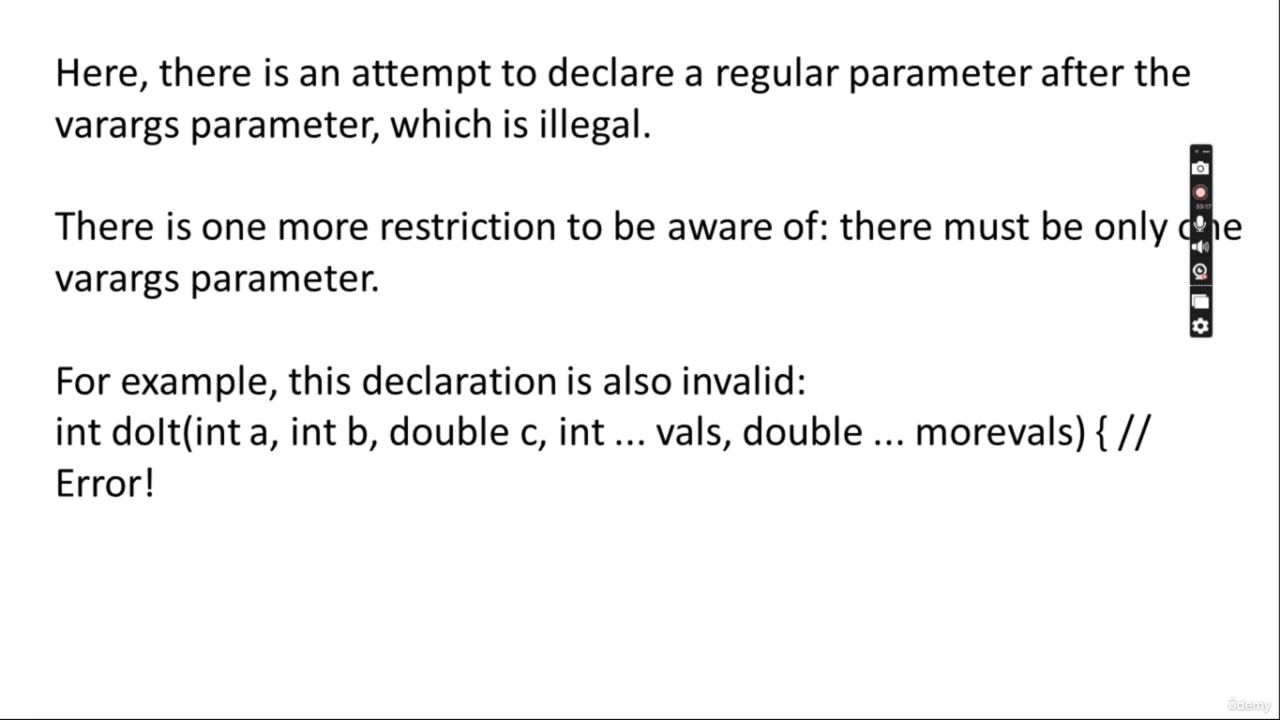 Here, there is an attempt to declare a regular parameter after the
varargs parameter, which is illegal.
There is one more restriction to be aware of: there must be only one
varargs parameter.
For example, this declaration is also invalid:
int doIt(int a, int b, double c, int ... vals, double ... morevals) { //
Error!
ûdemy